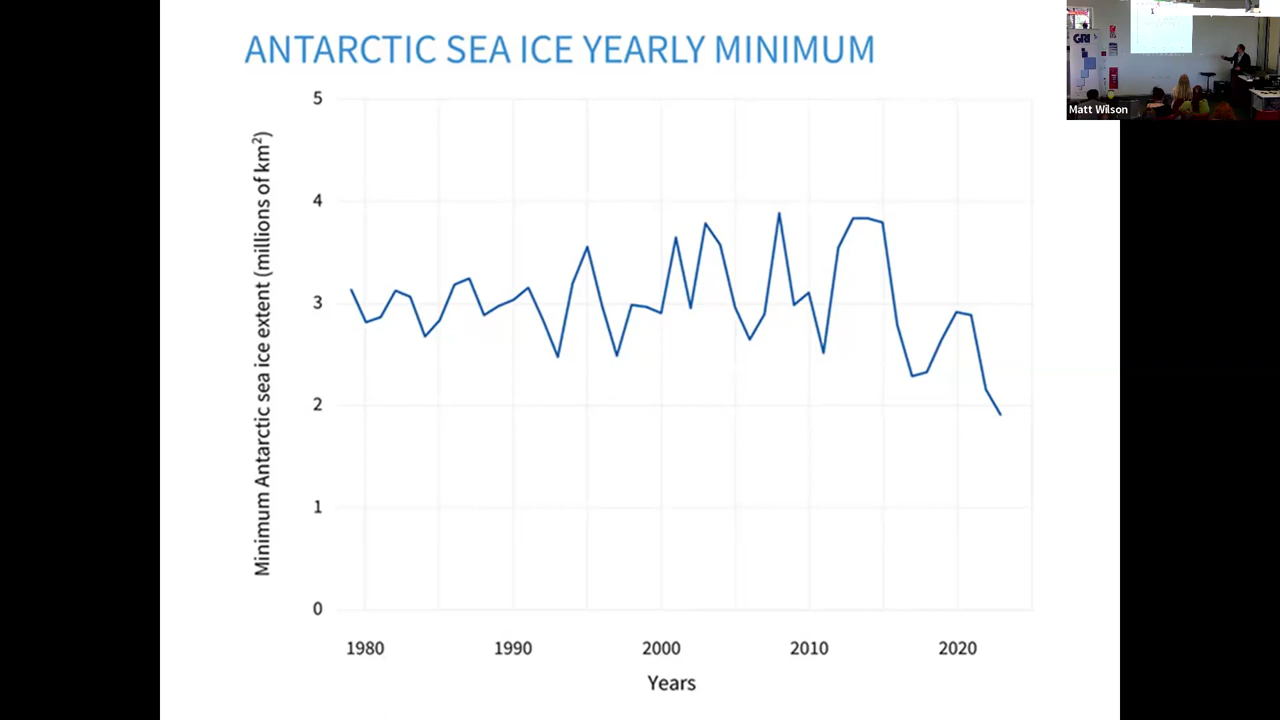 ANTARCTIC SEA ICE YEARLY MINIMUM
Minimum Antarctic sea ice extent (millions of km²)
5
4
3
2
1
0
1980 1990 2000 2010 2020
Years
GRI
Matt Wilson